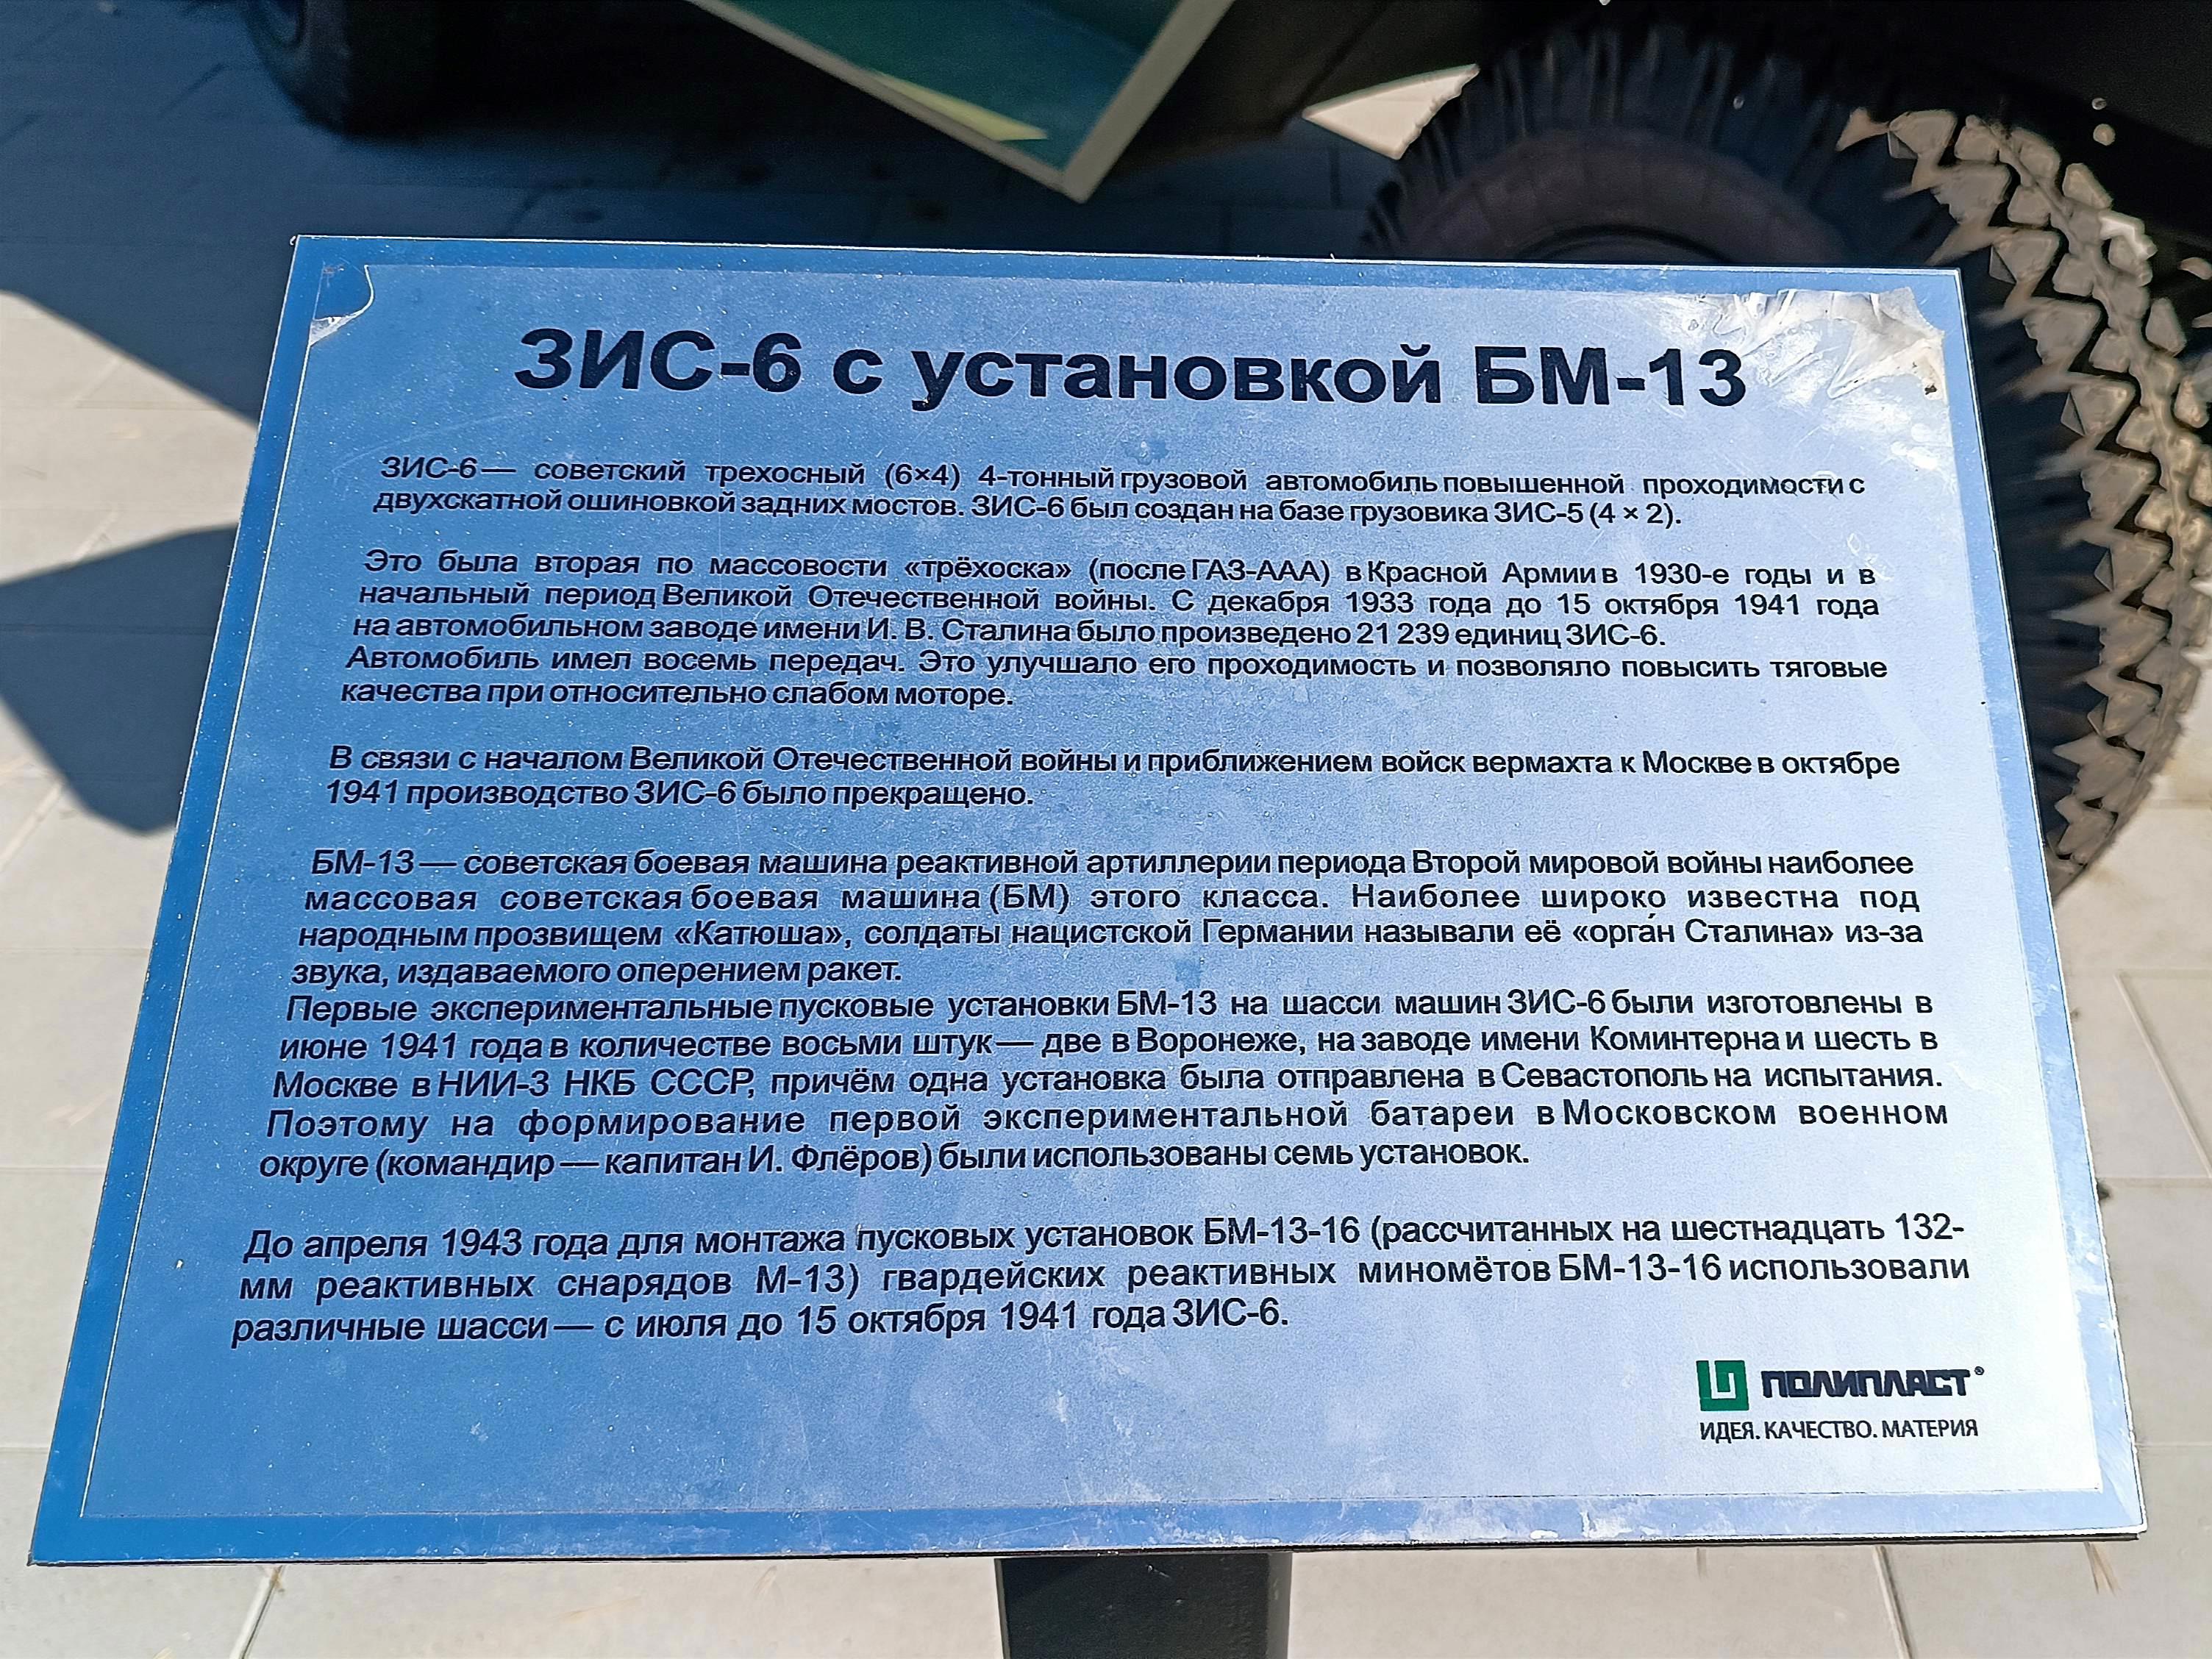 ЗИС-6 с установкой БМ-13
ЗИС-6 — советский трехосный (6×4) 4-тонный грузовой автомобиль повышенной проходимости с
двухскатной ошиновкой задних мостов. ЗИС-6 был создан на базе грузовика ЗИС-5 (4 × 2).
Это была вторая по массовости «трёхоска» (после ГАЗ-ААА) в Красной Армии в 1930-е годы и в
начальный период Великой Отечественной войны. С декабря 1933 года до 15 октября 1941 года
на автомобильном заводе имени И. В. Сталина было произведено 21 239 единиц ЗИС-6.
Автомобиль имел восемь передач. Это улучшало его проходимость и позволяло повысить тяговые
качества при относительно слабом моторе.
В связи с началом Великой Отечественной войны и приближением войск вермахта к Москве в октябре
1941 производство ЗИС-6 было прекращено.
БМ-13 — советская боевая машина реактивной артиллерии периода Второй мировой войны наиболее
массовая советская боевая машина (БМ) этого класса. Наиболее широко известна под
народным прозвищем «Катюша», солдаты нацистской Германии называли её «орга́н Сталина» из-за
звука, издаваемого оперением ракет.
Первые экспериментальные пусковые установки БМ-13 на шасси машин ЗИС-6 были изготовлены в
июне 1941 года в количестве восьми штук — две в Воронеже, на заводе имени Коминтерна и шесть в
Москве в НИИ-3 НКБ СССР, причём одна установка была отправлена в Севастополь на испытания.
Поэтому на формирование первой экспериментальной батареи в Московском военном
округе (командир — капитан И. Флёров) были использованы семь установок.
До апреля 1943 года для монтажа пусковых установок БМ-13-16 (рассчитанных на шестнадцать 132-
мм реактивных снарядов М-13) гвардейских реактивных миномётов БМ-13-16 использовали
различные шасси — с июля до 15 октября 1941 года ЗИС-6.
ПОЛИПЛАСТ®
ИДЕЯ. КАЧЕСТВО. МАТЕРИЯ